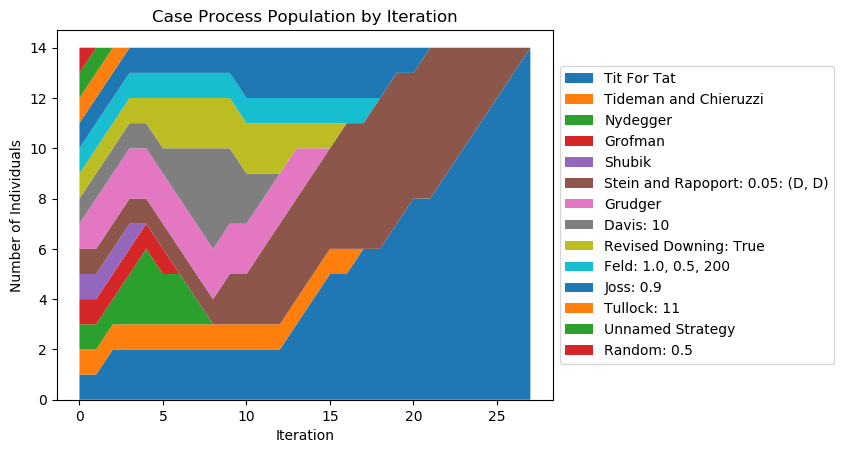 Case Process Population by Iteration
Number of Individuals
14
12
10
8
6
4
2
0
0 5 10 15 20 25
Iteration
Tit For Tat
Tideman and Chieruzzi
Nydegger
Grofman
Shubik
Stein and Rapoport: 0.05: (D, D)
Grudger
Davis: 10
Revised Downing: True
Feld: 1.0, 0.5, 200
Joss: 0.9
Tullock: 11
Unnamed Strategy
Random: 0.5